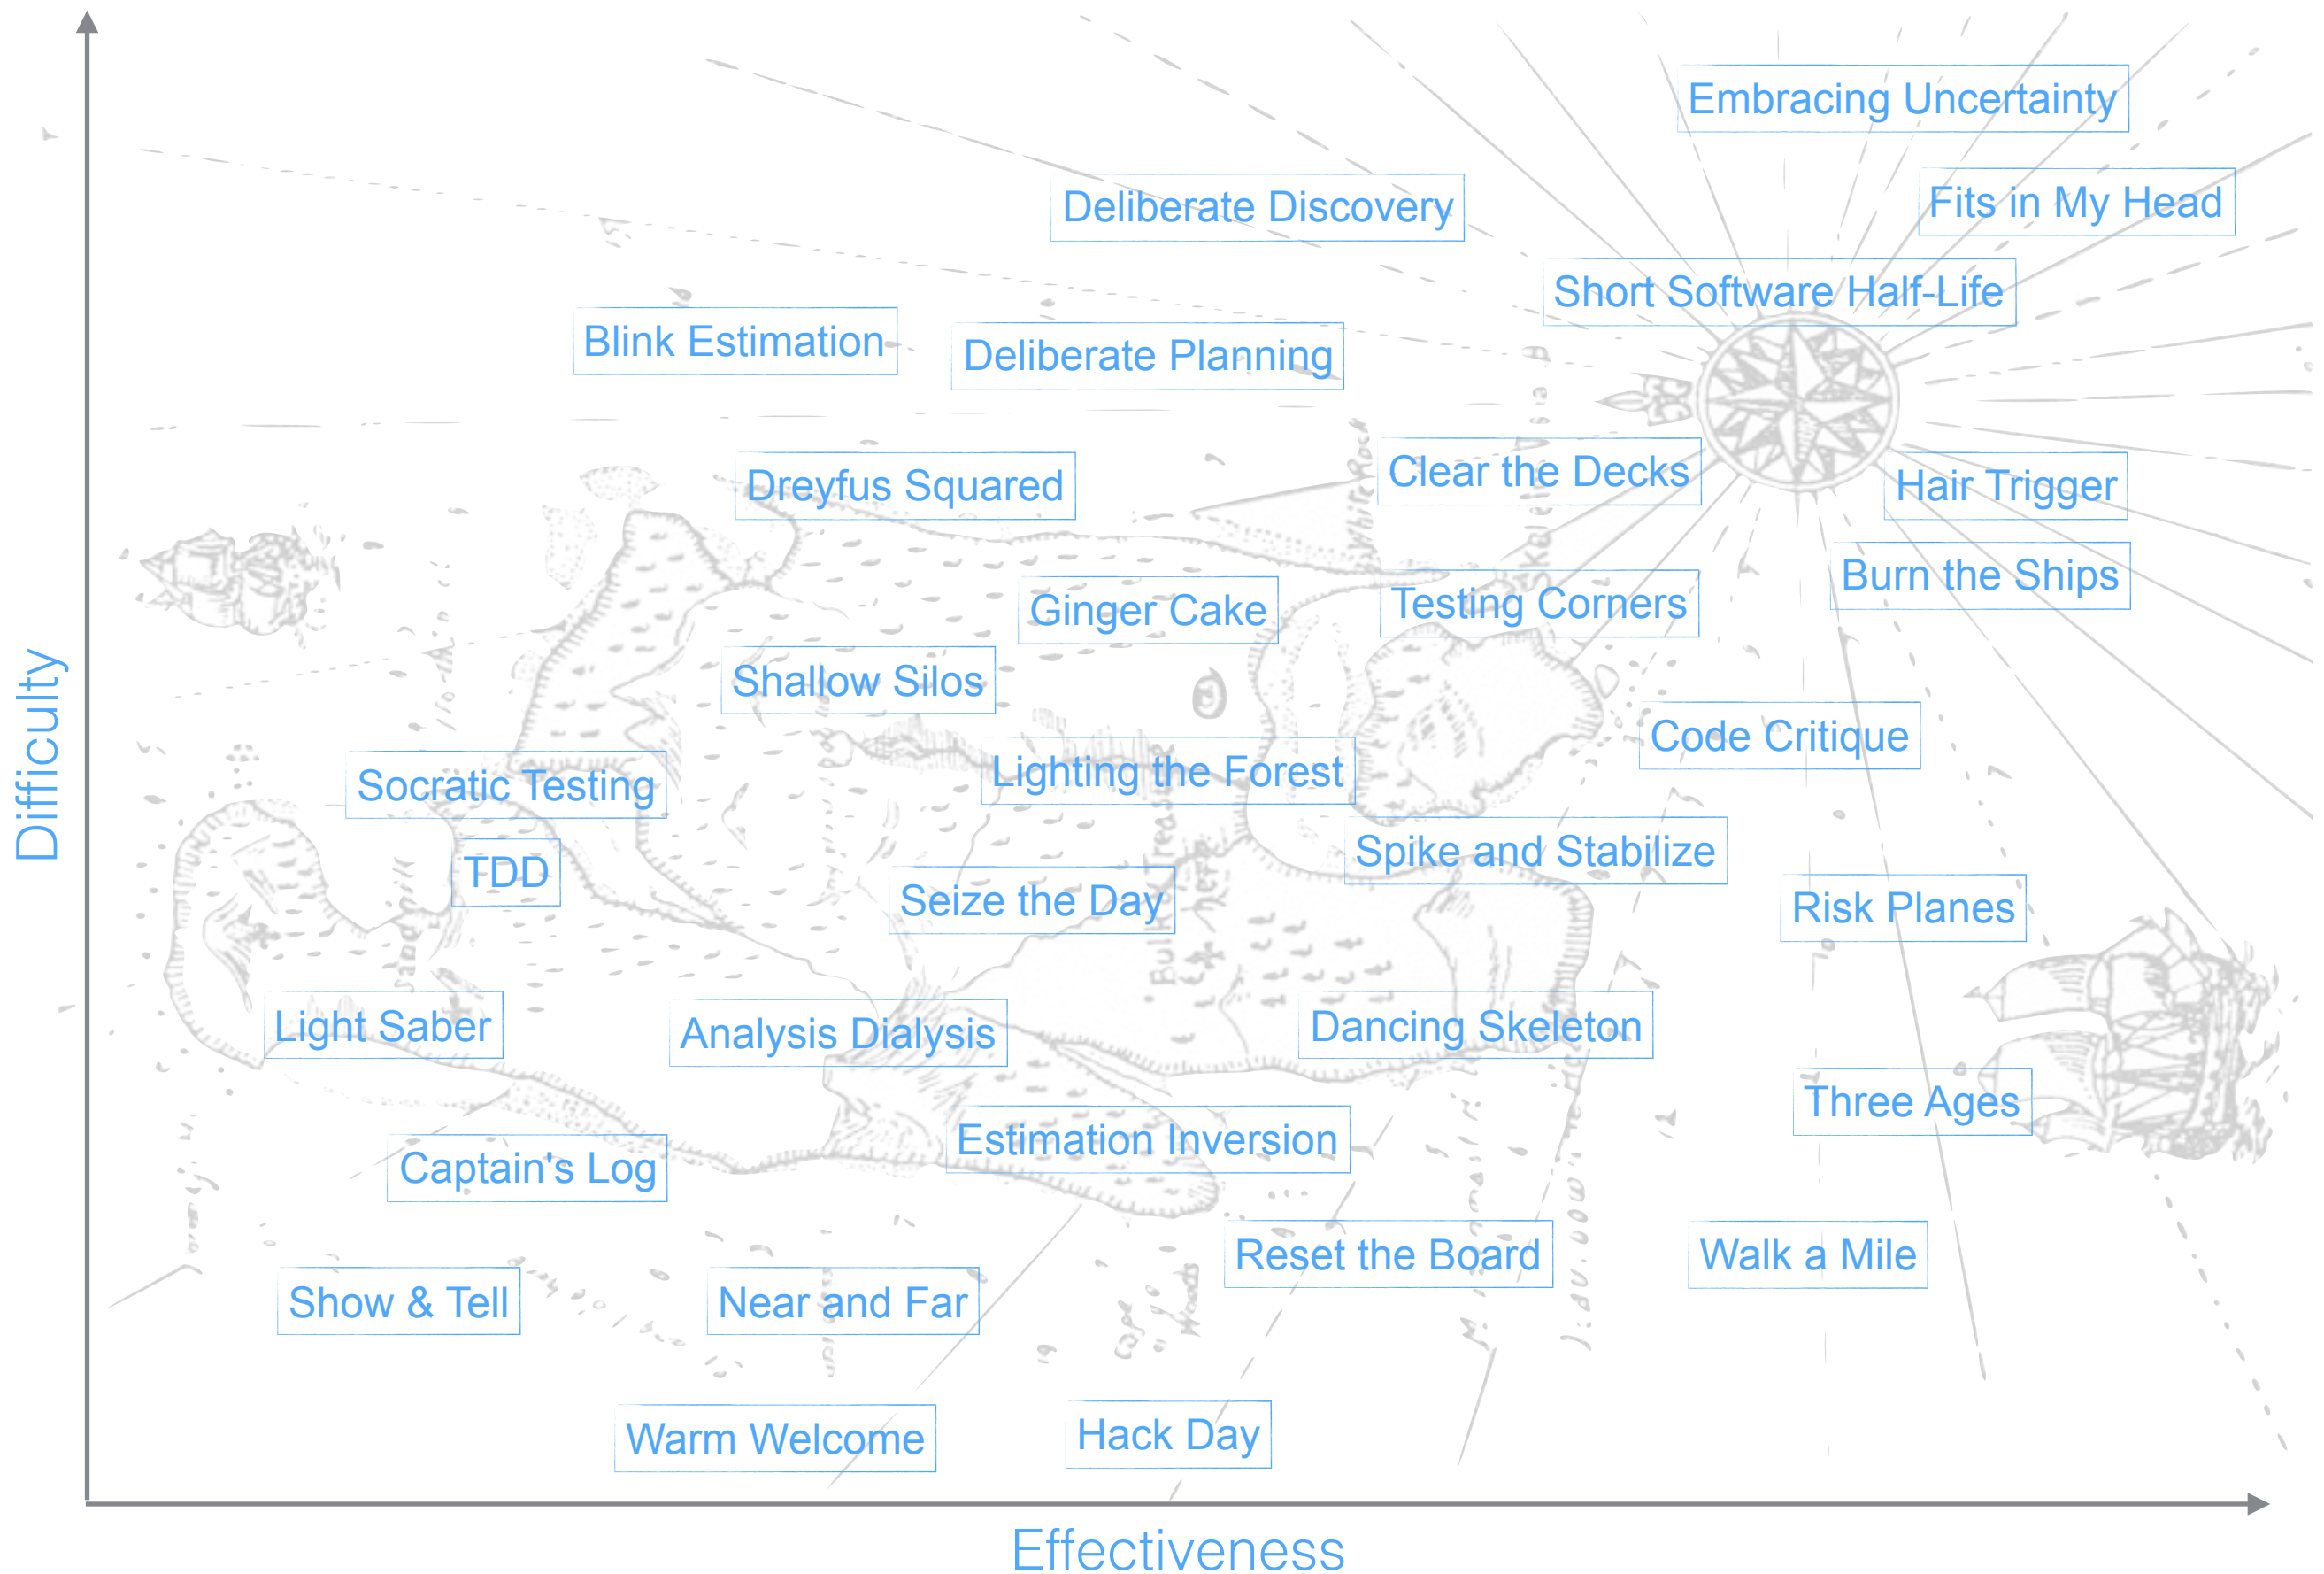 Embracing Uncertainty
Fits in My Head
Deliberate Discovery
Short Software Half-Life
Blink Estimation
Deliberate Planning
Clear the Decks
Dreyfus Squared
Hair Trigger
Burn the Ships
Testing Corners
Ginger Cake
Shallow Silos
Code Critique
Lighting the Forest
Socratic Testing
Spike and Stabilize
TDD
Seize the Day
Risk Planes
Light Saber
Analysis Dialysis
Dancing Skeleton
Three Ages
Estimation Inversion
Captain's Log
Reset the Board
Walk a Mile
Show & Tell
Near and Far
Warm Welcome
Hack Day
Difficulty
Effectiveness
White Rock